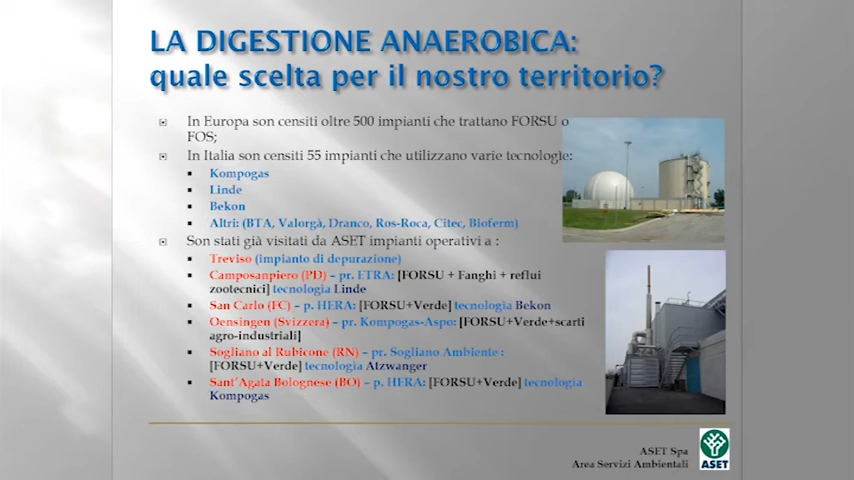 LA DIGESTIONE ANAEROBICA:
quale scelta per il nostro territorio?
In Europa sono censiti oltre 500 impianti che trattano FORSU o
FOS;
In Italia son censiti 55 impianti che utilizzano varie tecnologie:
Kompogas
Linde
Bekon
Altri: (BTA, Valorgà, Dranco, Ros-Roca, Citec, Bioferm)
Son stati già visitati da ASET impianti operativi a :
Treviso (impianto di depurazione)
Camposanpiero (PD) – pr. ETRA: [FORSU + Fanghi + reflui
zootecnici] tecnologia Linde
San Carlo (FC) – p. HERA: [FORSU+Verde] tecnologia Bekon
Oensingen (Svizzera) – pr. Kompogas-Aspo: [FORSU+Verde+scarti
agro-industriali]
Sogliano al Rubicone (RN) – pr. Sogliano Ambiente :
[FORSU+Verde] tecnologia Atzwanger
Sant'Agata Bolognese (BO) – p. HERA: [FORSU+Verde] tecnologia
Kompogas
ASET Spa
Area Servizi Ambientali
ASET